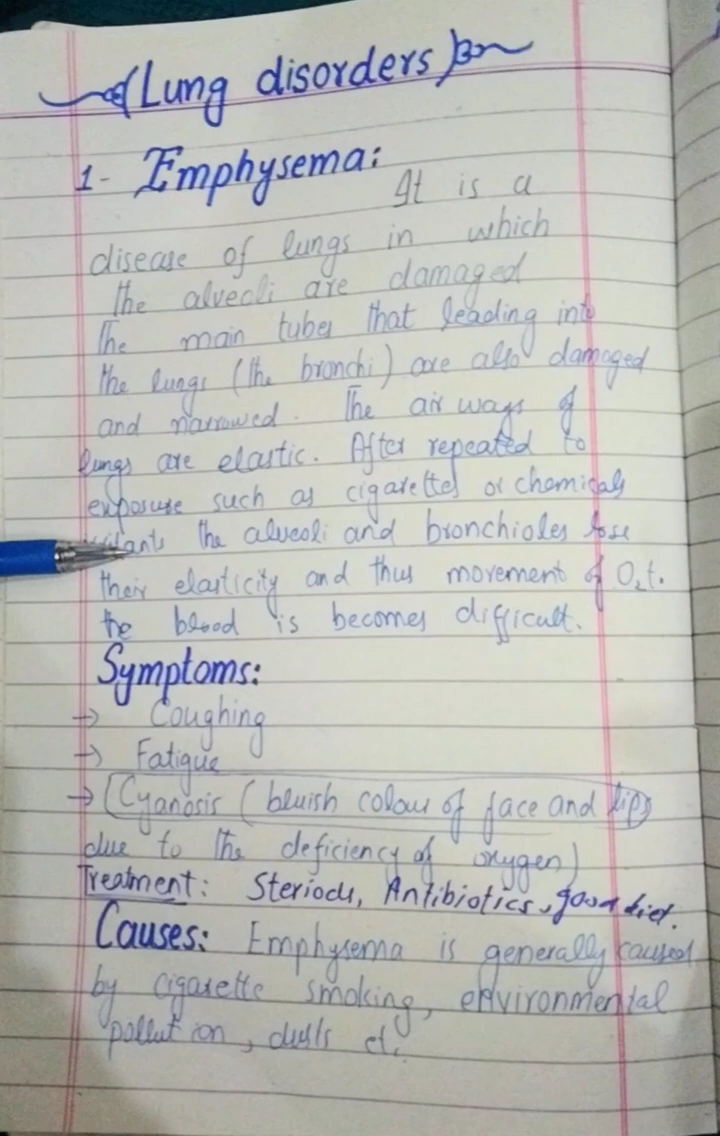 Lung disorders
1- Emphysema:
It is a
disease of lungs in which
the alveoli are damaged
The main tubes that leading into
the lungs (the bronchi) are also damaged
and narrowed. The air ways of
lungs are elastic. After repeated to
exposure such as cigarettes or chemicals
the alveoli and bronchioles lose
their elasticity and thus movement of O₂ t.
the blood is becomes difficult.
Symptoms:
→ Coughing
→ Fatigue
→ Cyanosis (bluish colour of face and lips
due to the deficiency of oxygen)
Treatment: Steriods, Antibiotics, good diet.
Causes: Emphysema is generally caused
by cigarette smoking, environmental
pollution, dusts etc.